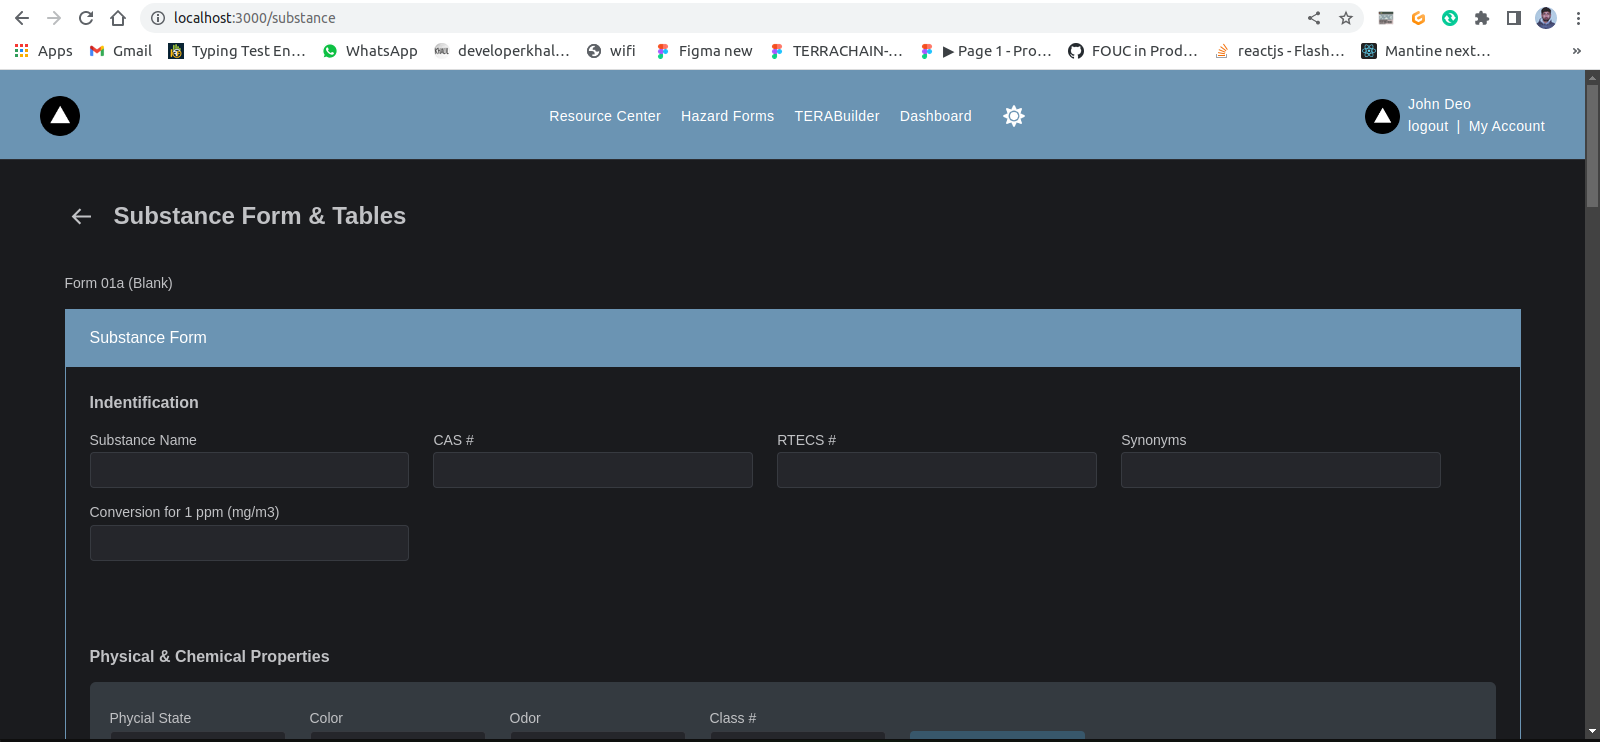 localhost:3000/substance
Apps Gmail Typing Test En... WhatsApp developerkhal... wifi Figma new TERRACHAIN-... ▶ Page 1 - Pro... GitHub FOUC in Prod... reactjs - Flash... Mantine next... »
Resource Center Hazard Forms TERABuilder Dashboard
John Deo
logout | My Account
Substance Form & Tables
Form 01a (Blank)
Substance Form
Indentification
Substance Name CAS # RTECS # Synonyms
Conversion for 1 ppm (mg/m3)
Physical & Chemical Properties
Phycial State Color Odor Class #